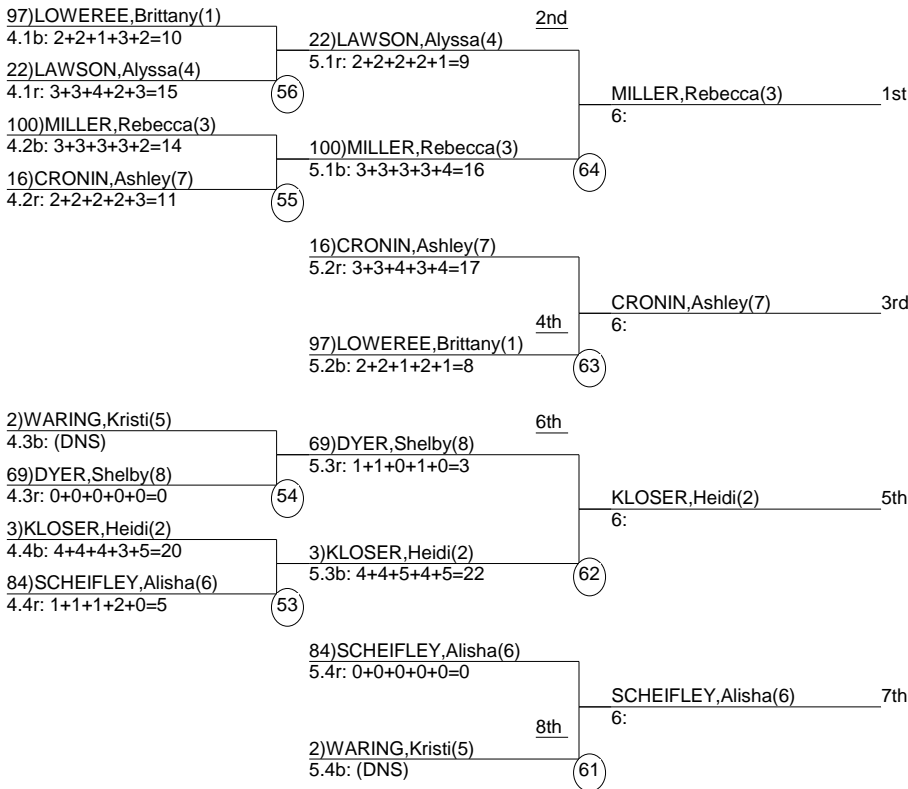 97)LOWEREE,Brittany(1)
4.1b: 2+2+1+3+2=10
22)LAWSON,Alyssa(4)
4.1r: 3+3+4+2+3=15
56
100)MILLER,Rebecca(3)
4.2b: 3+3+3+3+2=14
16)CRONIN,Ashley(7)
4.2r: 2+2+2+2+3=11
55
2nd
22)LAWSON,Alyssa(4)
5.1r: 2+2+2+2+1=9
100)MILLER,Rebecca(3)
5.1b: 3+3+3+3+4=16
64
MILLER,Rebecca(3) 1st
6:
16)CRONIN,Ashley(7)
5.2r: 3+3+4+3+4=17
4th
97)LOWEREE,Brittany(1)
5.2b: 2+2+1+2+1=8
63
CRONIN,Ashley(7) 3rd
6:
2)WARING,Kristi(5)
4.3b: (DNS)
69)DYER,Shelby(8)
4.3r: 0+0+0+0+0=0
54
3)KLOSER,Heidi(2)
4.4b: 4+4+4+3+5=20
84)SCHEIFLEY,Alisha(6)
4.4r: 1+1+1+2+0=5
53
6th
69)DYER,Shelby(8)
5.3r: 1+1+0+1+0=3
3)KLOSER,Heidi(2)
5.3b: 4+4+5+4+5=22
62
KLOSER,Heidi(2) 5th
6:
84)SCHEIFLEY,Alisha(6)
5.4r: 0+0+0+0+0=0
8th
2)WARING,Kristi(5)
5.4b: (DNS)
61
SCHEIFLEY,Alisha(6) 7th
6: